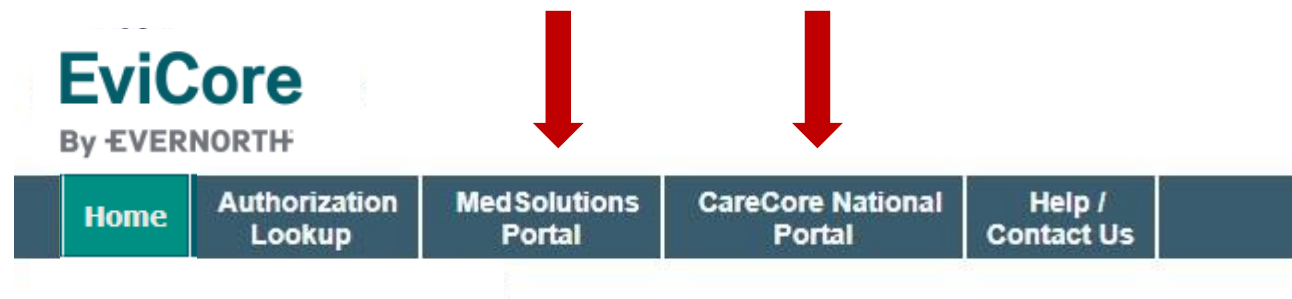 EviCore
By EVERNORTH
Home
Authorization
Lookup
MedSolutions
Portal
CareCore National
Portal
Help /
Contact Us